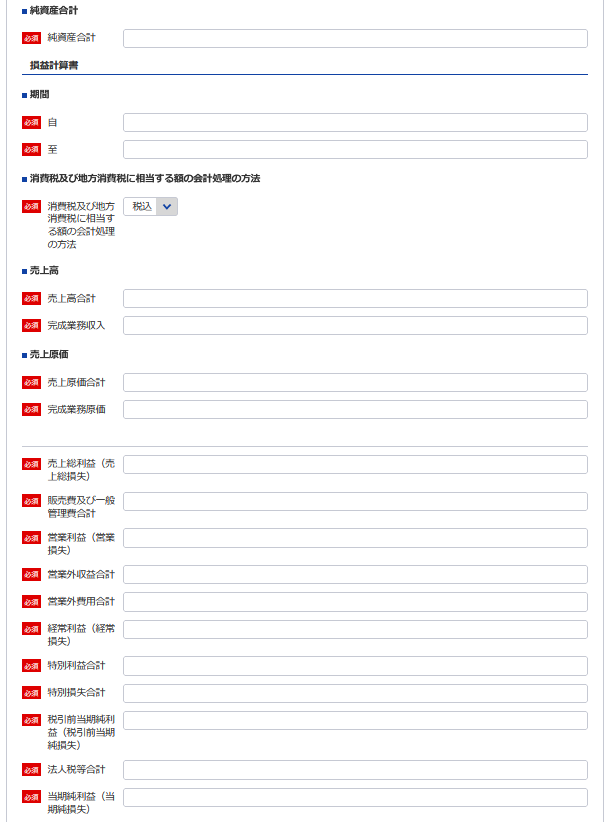 純資産合計
必須 純資産合計
損益計算書
期間
必須 自
必須 至
消費税及び地方消費税に相当する額の会計処理の方法
必須 消費税及び地方 税込
消費税に相当す
る額の会計処理
の方法
売上高
必須 売上高合計
必須 完成業務収入
売上原価
必須 売上原価合計
必須 完成業務原価
必須 売上総利益（売
上総損失）
必須 販売費及び一般
管理費合計
必須 営業利益（営業
損失）
必須 営業外収益合計
必須 営業外費用合計
必須 経常利益（経常
損失）
必須 特別利益合計
必須 特別損失合計
必須 税引前当期純利
益（税引前当期
純損失）
必須 法人税等合計
必須 当期純利益（当
期純損失）